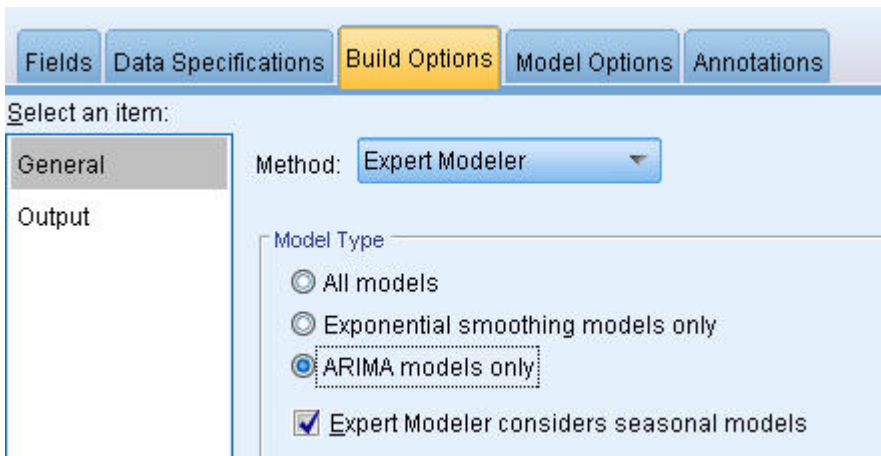 Fields Data Specifications Build Options Model Options Annotations
Select an item:
General
Output
Method: Expert Modeler
Model Type
All models
Exponential smoothing models only
ARIMA models only
Expert Modeler considers seasonal models